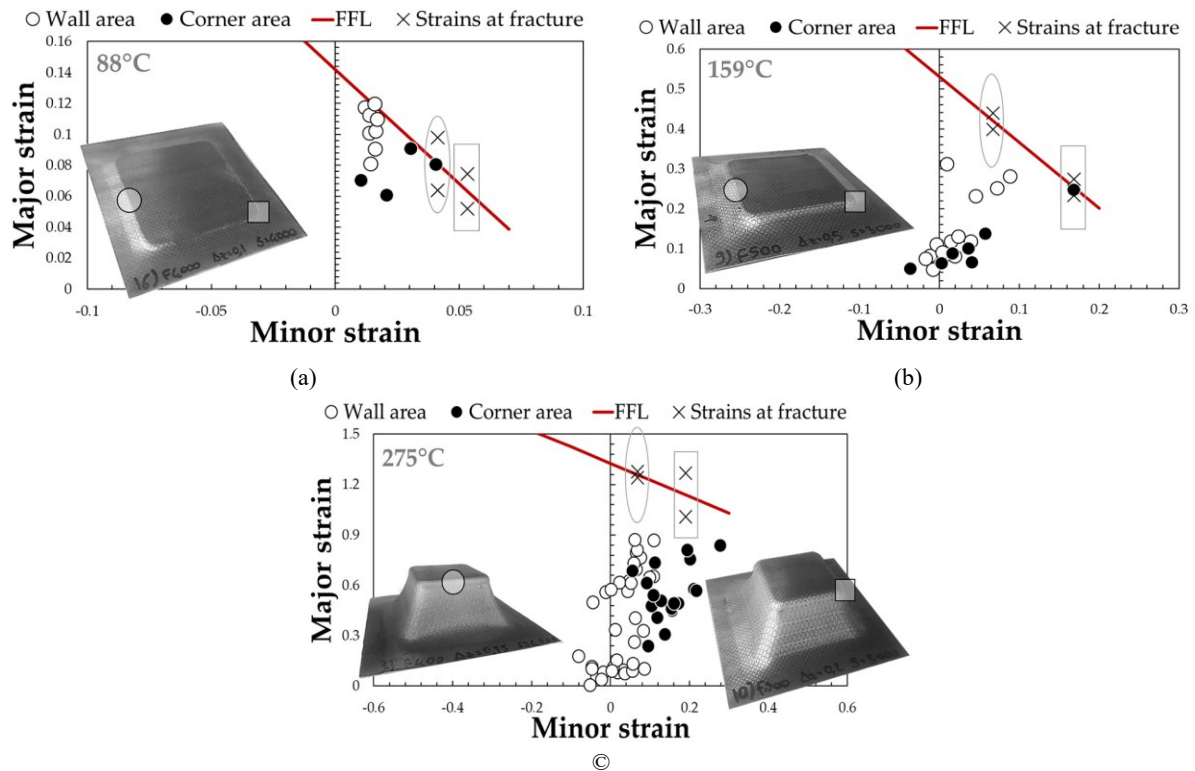 ○ Wall area ● Corner area — FFL × Strains at fracture
88°C
Major strain
0.16
0.14
0.12
0.1
0.08
0.06
0.04
0.02
0
-0.1 -0.05 0 0.05 0.1
Minor strain
(a)
○ Wall area ● Corner area — FFL × Strains at fracture
159°C
Major strain
0.6
0.5
0.4
0.3
0.2
0.1
0
-0.3 -0.2 -0.1 0 0.1 0.2 0.3
Minor strain
9) F500 Δz=0,5 S=3000
(b)
○ Wall area ● Corner area — FFL × Strains at fracture
275°C
Major strain
1.5
1.2
0.9
0.6
0.3
0
-0.6 -0.4 -0.2 0 0.2 0.4 0.6
Minor strain
©